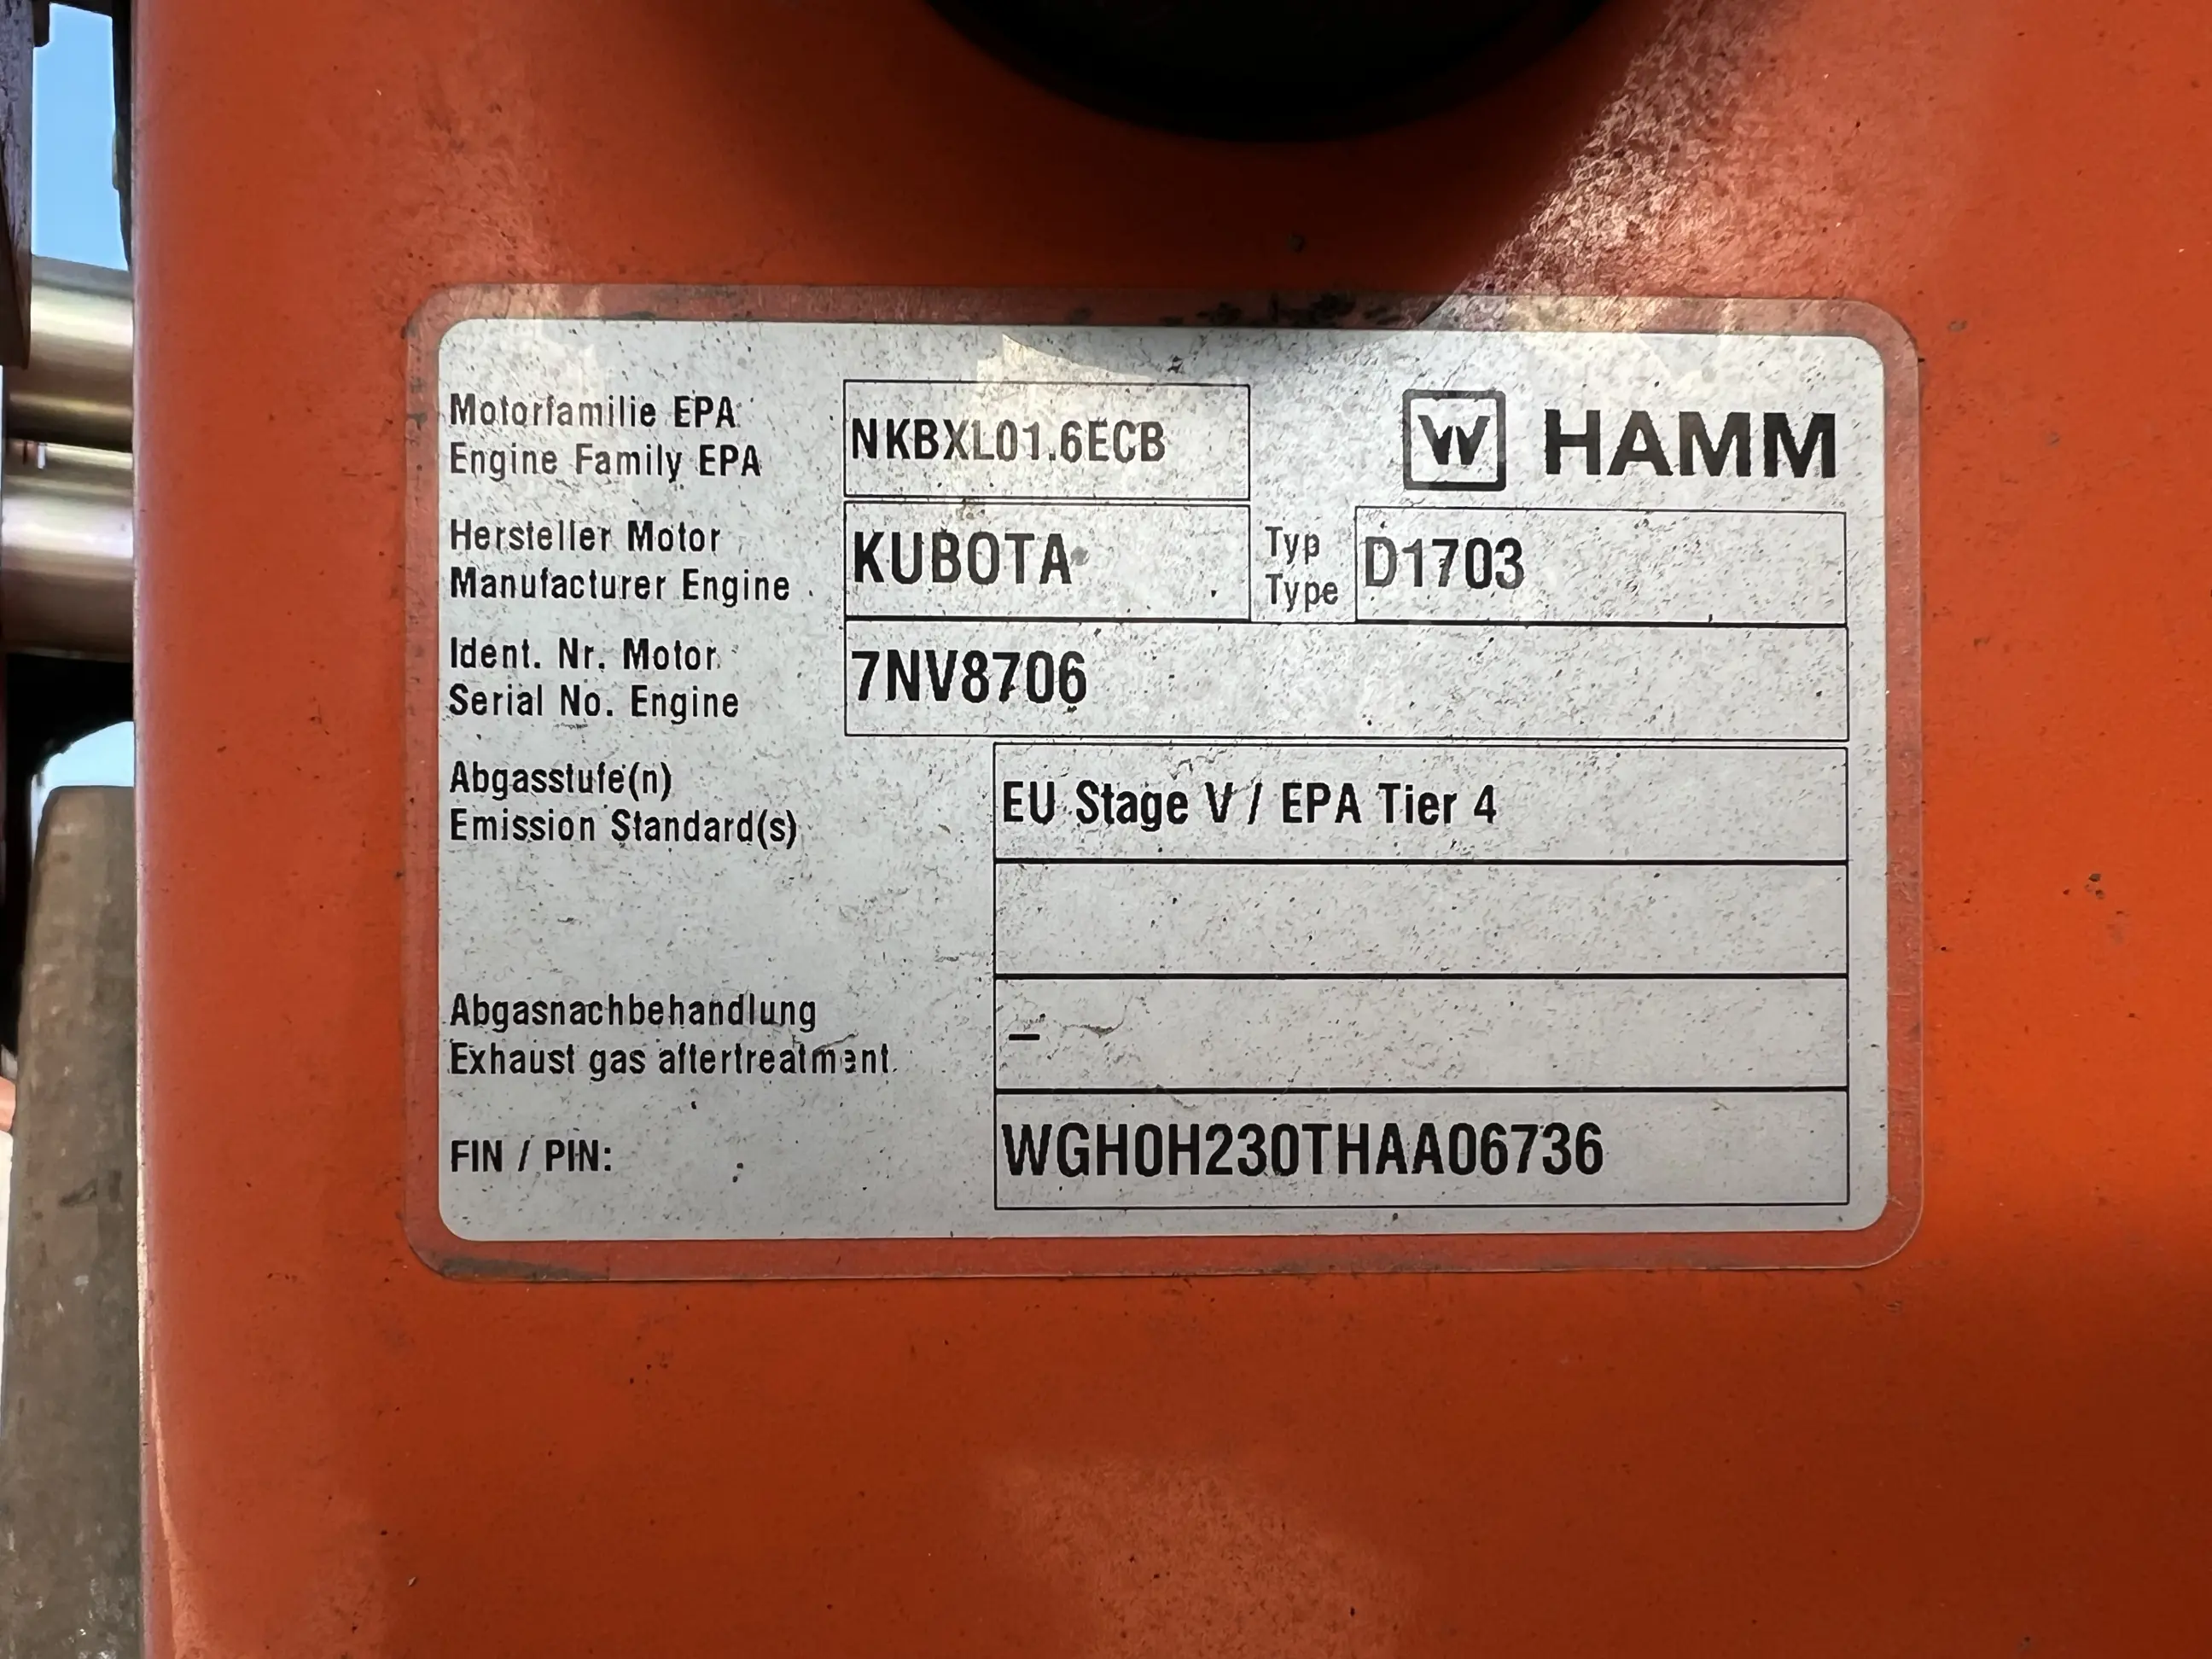 Motorfamilie EPA
Engine Family EPA
NKBXL01.6ECB
W HAMM
Hersteller Motor
Manufacturer Engine
KUBOTA
Typ
Type
D1703
Ident. Nr. Motor
Serial No. Engine
7NV8706
Abgasstufe(n)
Emission Standard(s)
EU Stage V / EPA Tier 4
Abgasnachbehandlung
Exhaust gas aftertreatment
–
FIN / PIN:
WGH0H230THAA06736